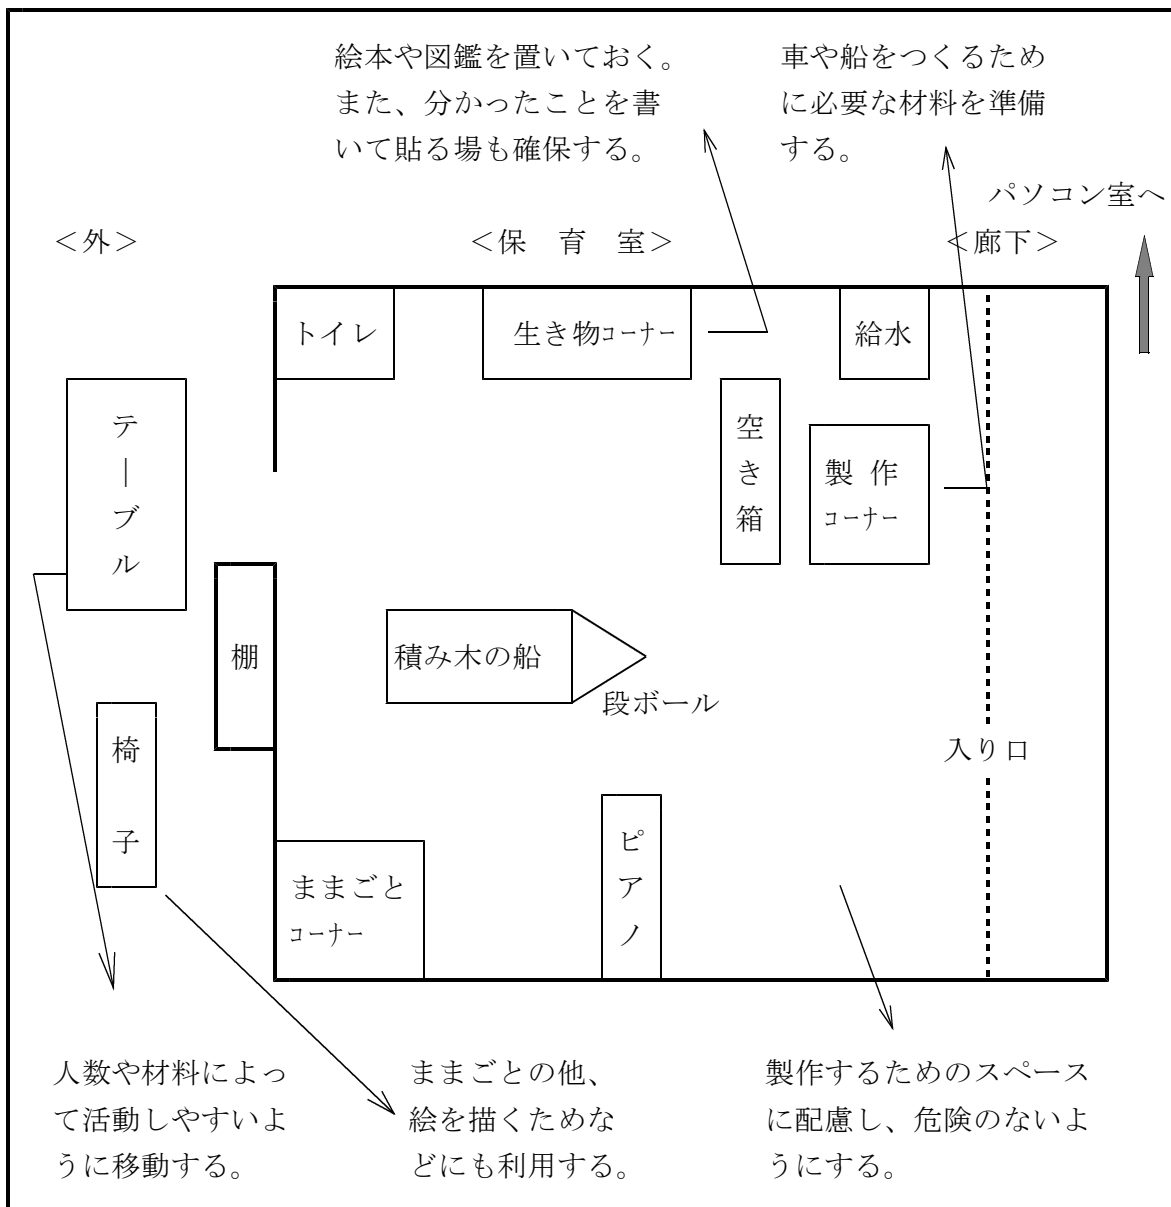 絵本や図鑑を置いておく。
また、分かったことを書
いて貼る場も確保する。
車や船をつくるため
に必要な材料を準備
する。
パソコン室へ
＜外＞
＜保　育　室＞
＜廊下＞
トイレ
生き物コーナー
給水
テーブル
空き箱
製 作
コーナー
棚
積み木の船
段ボール
椅子
入り口
ままごと
コーナー
ピアノ
人数や材料によっ
て活動しやすいよ
うに移動する。
ままごとの他、
絵を描くためな
どにも利用する。
製作するためのスペース
に配慮し、危険のないよ
うにする。